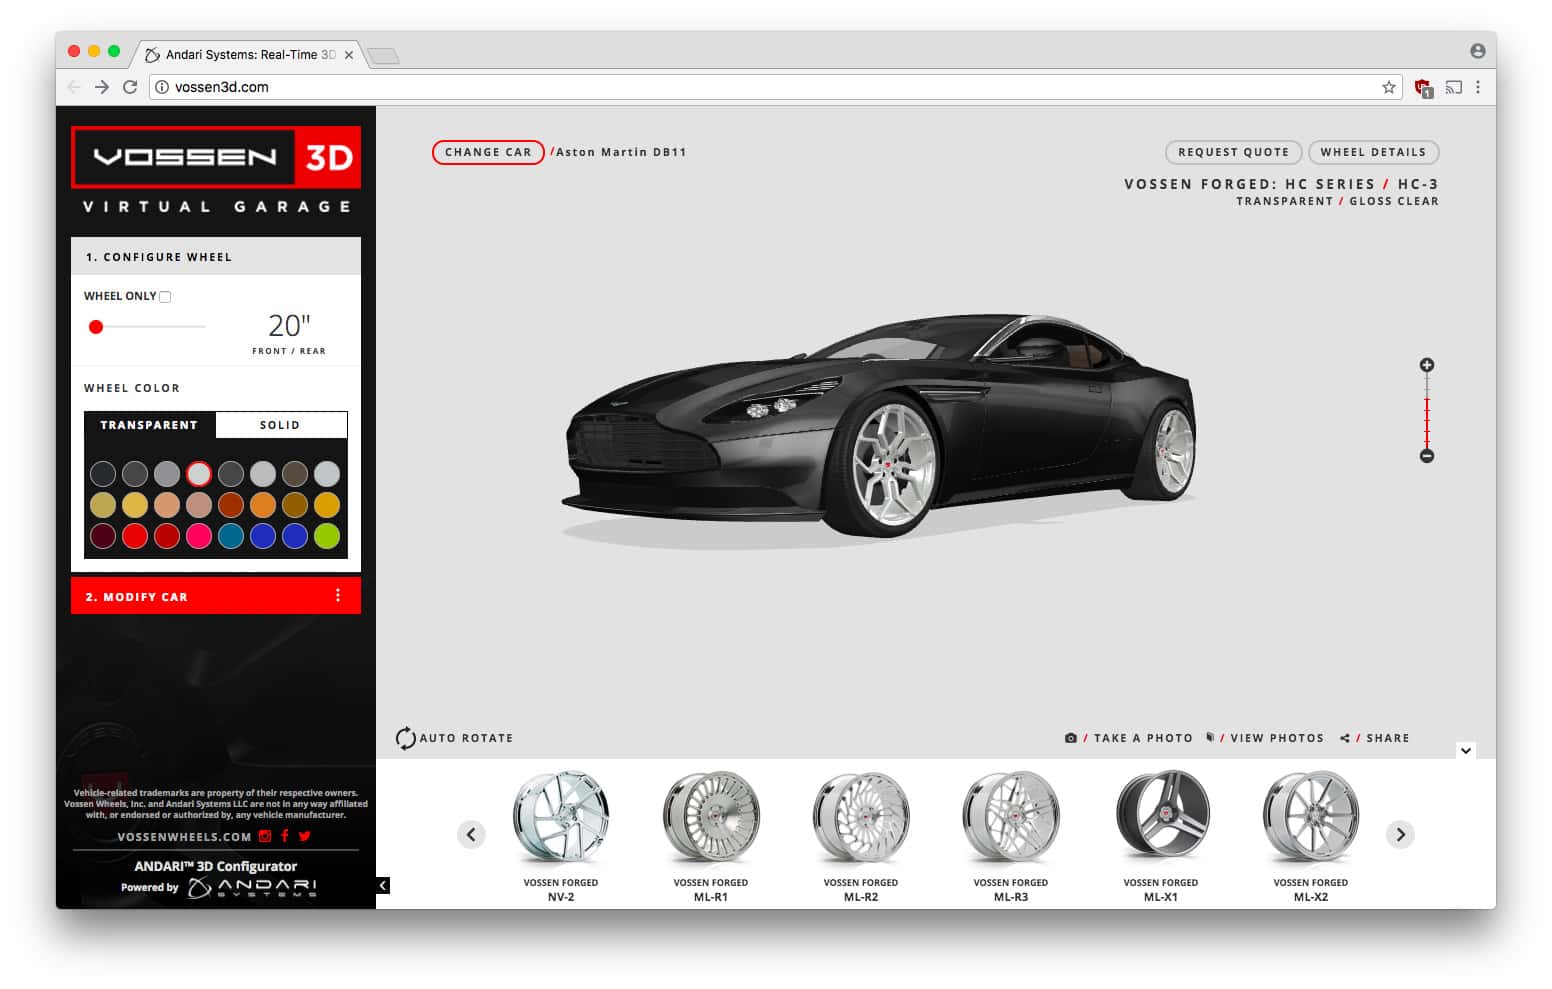 Andari Systems: Real-Time 3D
vossen3d.com
VOSSEN 3D
VIRTUAL GARAGE
1. CONFIGURE WHEEL
WHEEL ONLY
20"
FRONT / REAR
WHEEL COLOR
TRANSPARENT SOLID
2. MODIFY CAR
Vehicle-related trademarks are property of their respective owners.
Vossen Wheels, Inc. and Andari Systems LLC are not in any way affiliated
with, or endorsed or authorized by, any vehicle manufacturer.
VOSSENWHEELS.COM
ANDARI™ 3D Configurator
Powered by ANDARI
SYSTEMS
CHANGE CAR /Aston Martin DB11
REQUEST QUOTE WHEEL DETAILS
VOSSEN FORGED: HC SERIES / HC-3
TRANSPARENT / GLOSS CLEAR
AUTO ROTATE
/ TAKE A PHOTO / VIEW PHOTOS / SHARE
VOSSEN FORGED
NV-2
VOSSEN FORGED
ML-R1
VOSSEN FORGED
ML-R2
VOSSEN FORGED
ML-R3
VOSSEN FORGED
ML-X1
VOSSEN FORGED
ML-X2
1